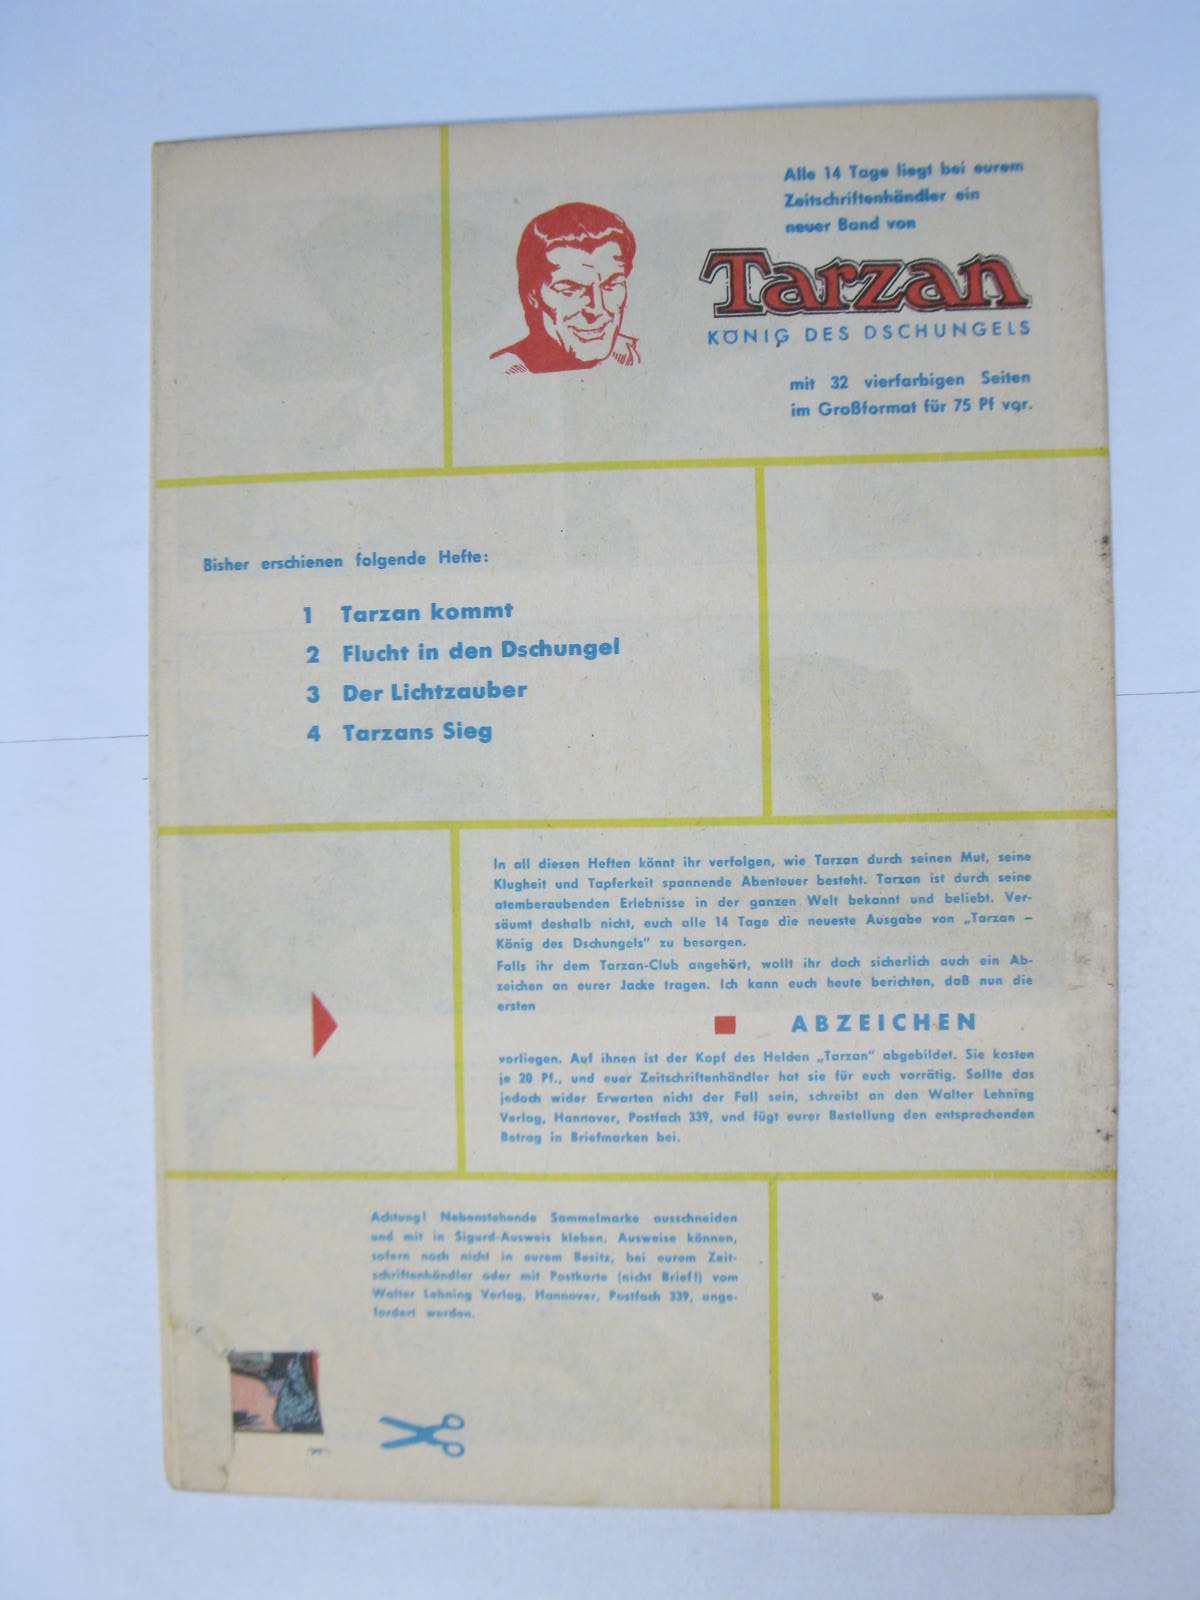 Alle 14 Tage liegt bei eurem
Zeitschriftenhändler ein
neuer Band von
Tarzan
KÖNIG DES DSCHUNGELS
mit 32 vierfarbigen Seiten
im Großformat für 75 Pf vor.
Bisher erschienen folgende Hefte:
1 Tarzan kommt
2 Flucht in den Dschungel
3 Der Lichtzauber
4 Tarzans Sieg
In all diesen Heften könnt ihr verfolgen, wie Tarzan durch seinen Mut, seine
Klugheit und Tapferkeit spannende Abenteuer besteht. Tarzan ist durch seine
atemberaubenden Erlebnisse in der ganzen Welt bekannt und beliebt. Ver-
säumt deshalb nicht, euch alle 14 Tage die neueste Ausgabe von „Tarzan –
König des Dschungels" zu besorgen.
Falls ihr dem Tarzan-Club angehört, wollt ihr doch sicherlich auch ein Ab-
zeichen an eurer Jacke tragen. Ich kann euch heute berichten, daß nun die
ersten
ABZEICHEN
vorliegen. Auf ihnen ist der Kopf des Helden „Tarzan" abgebildet. Sie kosten
je 20 Pf., und euer Zeitschriftenhändler hat sie für euch vorrätig. Sollte das
jedoch wider Erwarten nicht der Fall sein, schreibt an den Walter Lehning
Verlag, Hannover, Postfach 339, und fügt eurer Bestellung den entsprechenden
Betrag in Briefmarken bei.
Achtung! Nebenstehende Sammelmarke ausschneiden
und mit in Sigurd-Ausweis kleben. Ausweise können,
sofern noch nicht in eurem Besitz, bei eurem Zeit-
schriftenhändler oder mit Postkarte (nicht Brief!) vom
Walter Lehning Verlag, Hannover, Postfach 339, ange-
fordert werden.